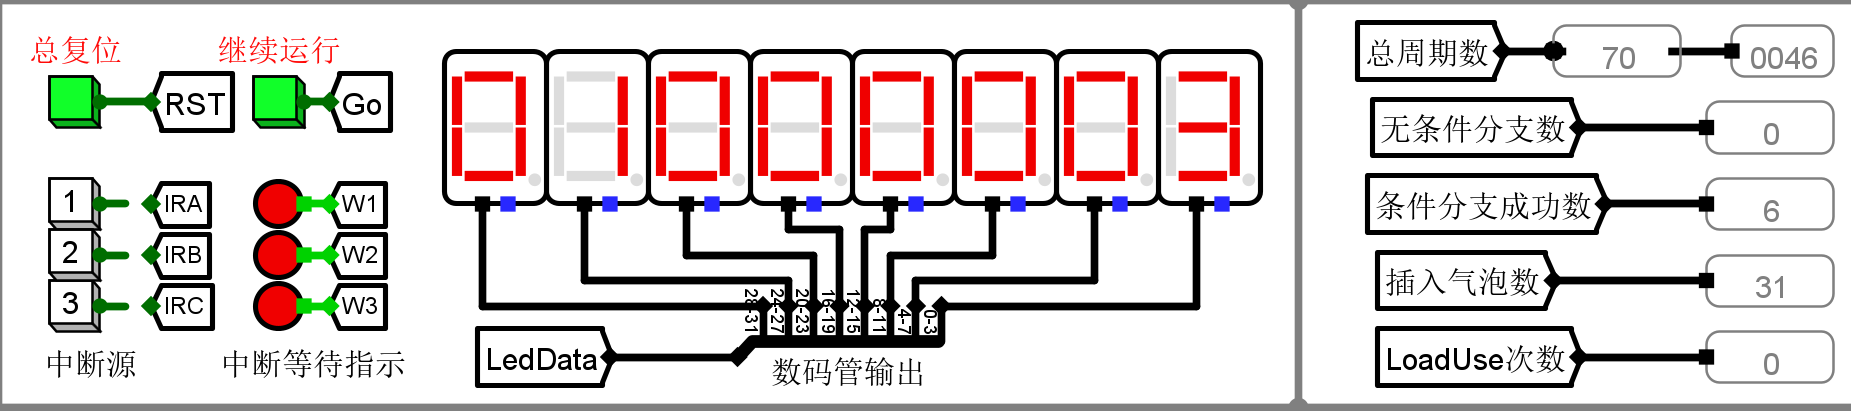 总复位
继续运行
RST
Go
1
IRA
W1
2
IRB
W2
3
IRC
W3
中断源
中断等待指示
01000003
28-31
24-27
20-23
16-19
12-15
8-11
4-7
0-3
LedData
数码管输出
总周期数
70
0046
无条件分支数
0
条件分支成功数
6
插入气泡数
31
LoadUse次数
0